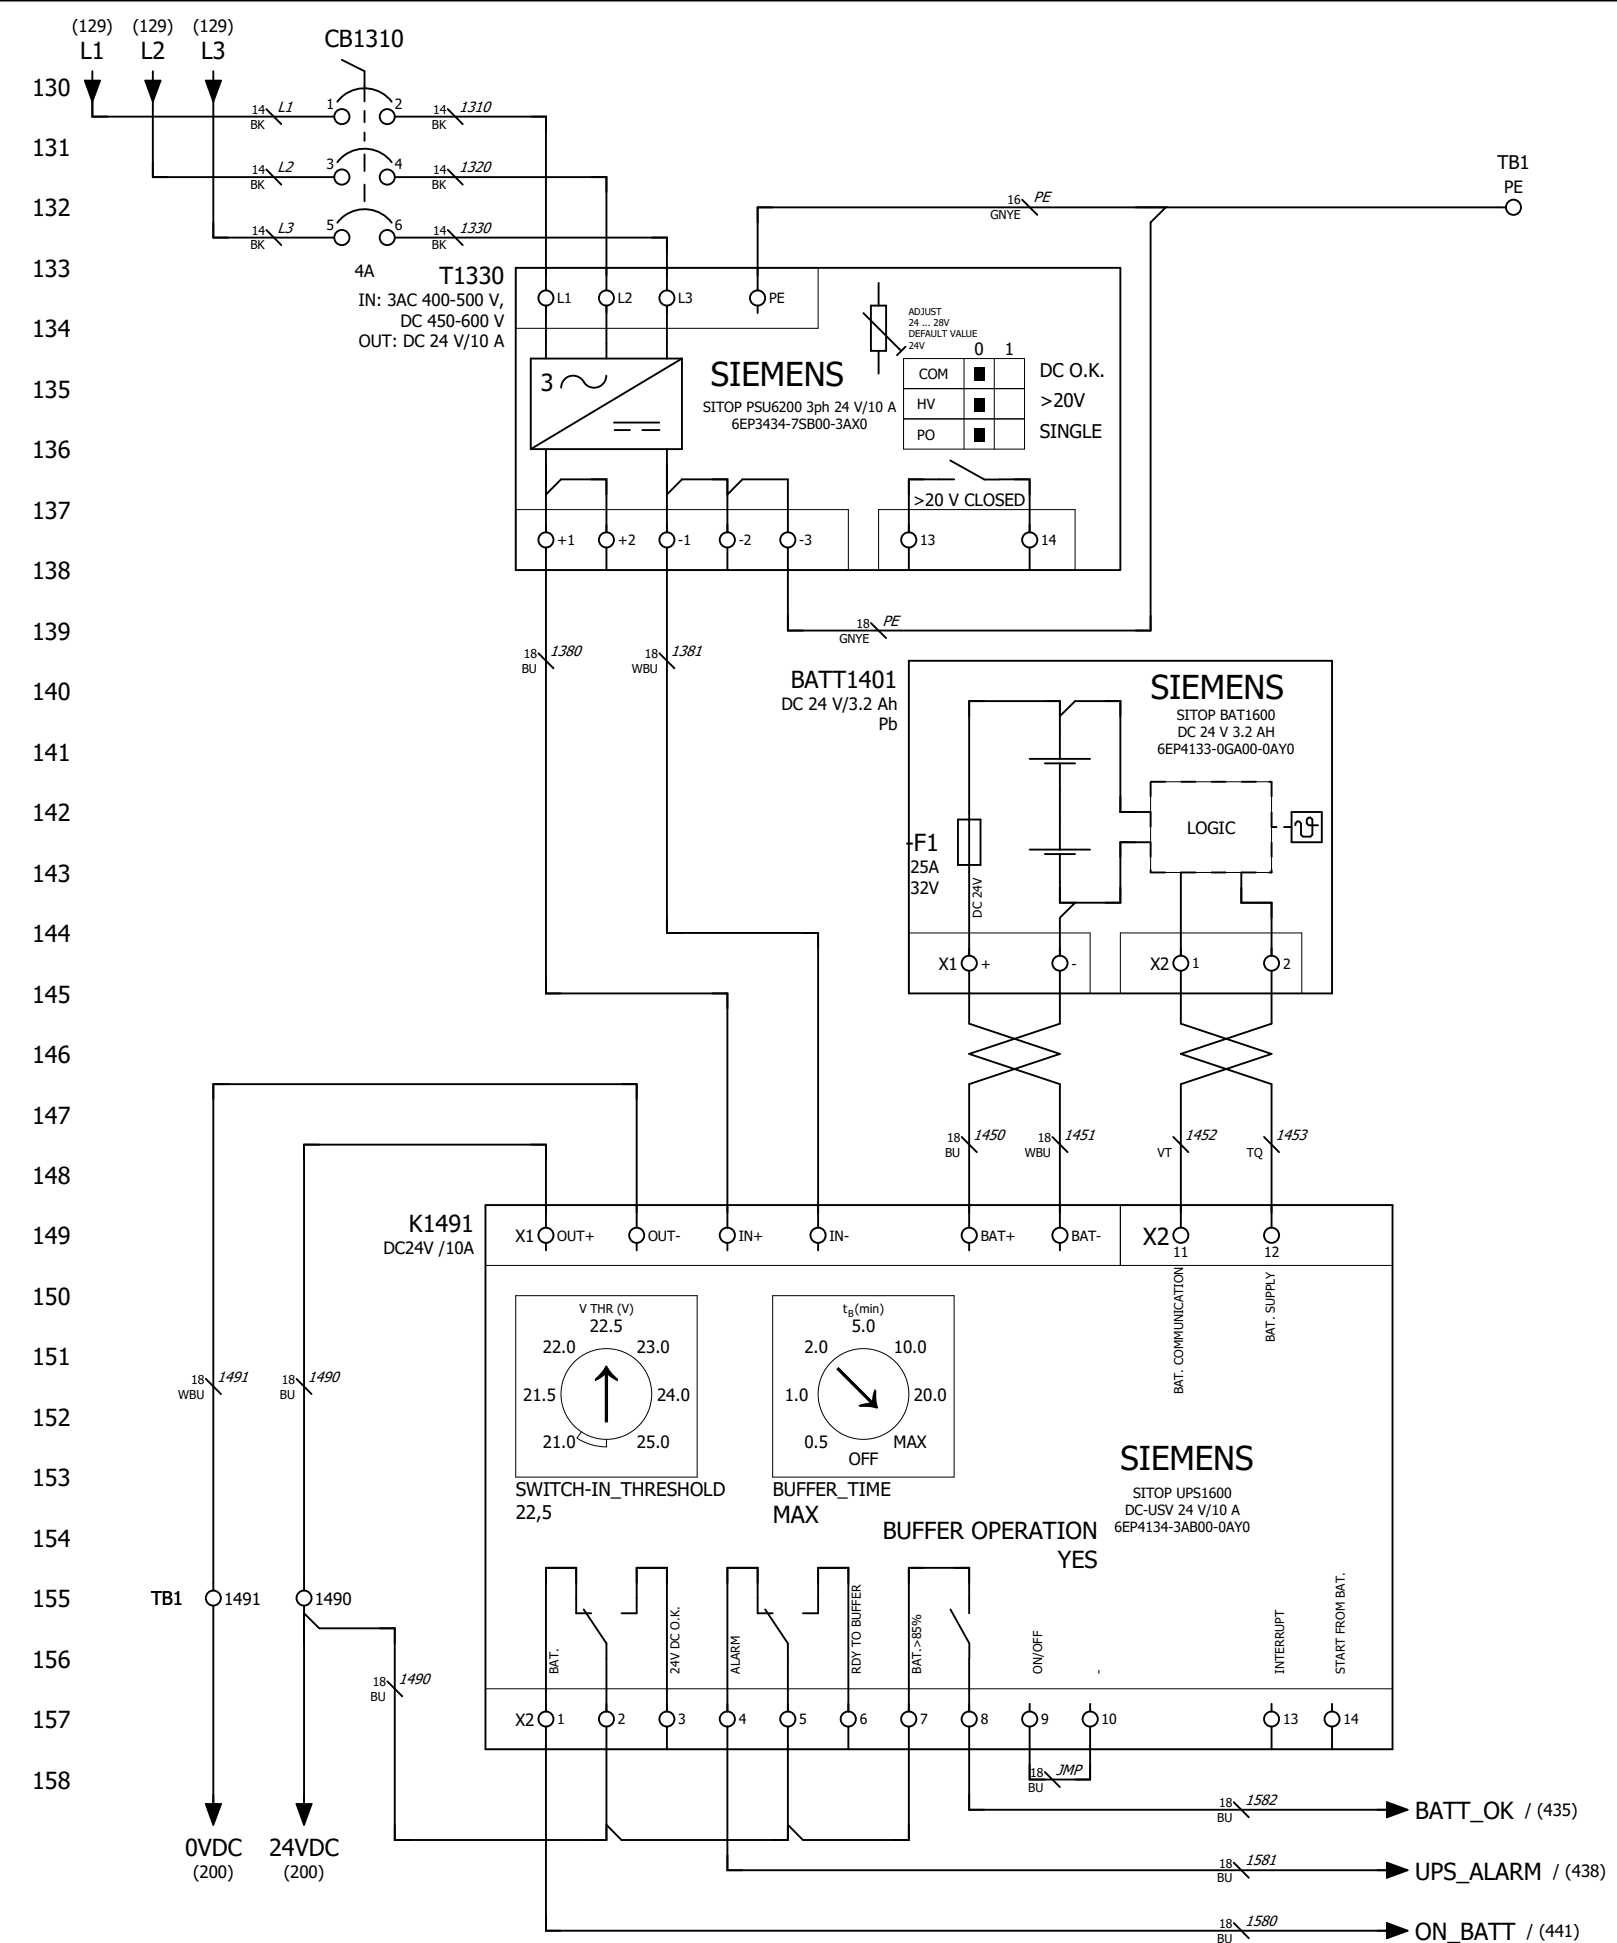 (129) (129) (129)
L1 L2 L3
CB1310
130
14 L1 1 2 14 1310
BK BK
131
14 L2 3 4 14 1320
BK BK
TB1
PE
132
16 PE
GNYE
14 L3 5 6 14 1330
BK BK
133
4A
T1330
IN: 3AC 400-500 V,
DC 450-600 V
OUT: DC 24 V/10 A
L1 L2 L3 PE
134
ADJUST
24 ... 28V
DEFAULT VALUE
24V
0 1
135
3
SIEMENS
SITOP PSU6200 3ph 24 V/10 A
6EP3434-7SB00-3AX0
COM DC O.K.
HV >20V
PO SINGLE
136
137
>20 V CLOSED
+1 +2 -1 -2 -3 13 14
138
139
18 PE
GNYE
18 1380
BU
18 1381
WBU
140
BATT1401
DC 24 V/3.2 Ah
Pb
SIEMENS
SITOP BAT1600
DC 24 V 3.2 AH
6EP4133-0GA00-0AY0
141
142
LOGIC
ϑ
-F1
25A
32V
143
DC 24V
144
X1 + - X2 1 2
145
146
147
18 1450
BU
18 1451
WBU
1452
VT
1453
TQ
148
149
K1491
DC24V /10A
X1 OUT+ OUT- IN+ IN- BAT+ BAT- X2
11 12
150
BAT. COMMUNICATION
BAT. SUPPLY
V THR (V)
22.5
22.0 23.0
21.5 24.0
21.0 25.0
SWITCH-IN_THRESHOLD
22,5
tB(min)
5.0
2.0 10.0
1.0 20.0
0.5 MAX
OFF
BUFFER_TIME
MAX
151
18 1491
WBU
18 1490
BU
152
153
SIEMENS
SITOP UPS1600
DC-USV 24 V/10 A
6EP4134-3AB00-0AY0
154
BUFFER OPERATION
YES
155
TB1 1491 1490
156
BAT.
24V DC O.K.
ALARM
RDY TO BUFFER
BAT.>85%
ON/OFF
-
INTERRUPT
START FROM BAT.
18 1490
BU
157
X2 1 2 3 4 5 6 7 8 9 10 13 14
158
18 JMP
BU
18 1582
BU
BATT_OK / (435)
0VDC
(200)
24VDC
(200)
18 1581
BU
UPS_ALARM / (438)
18 1580
BU
ON_BATT / (441)